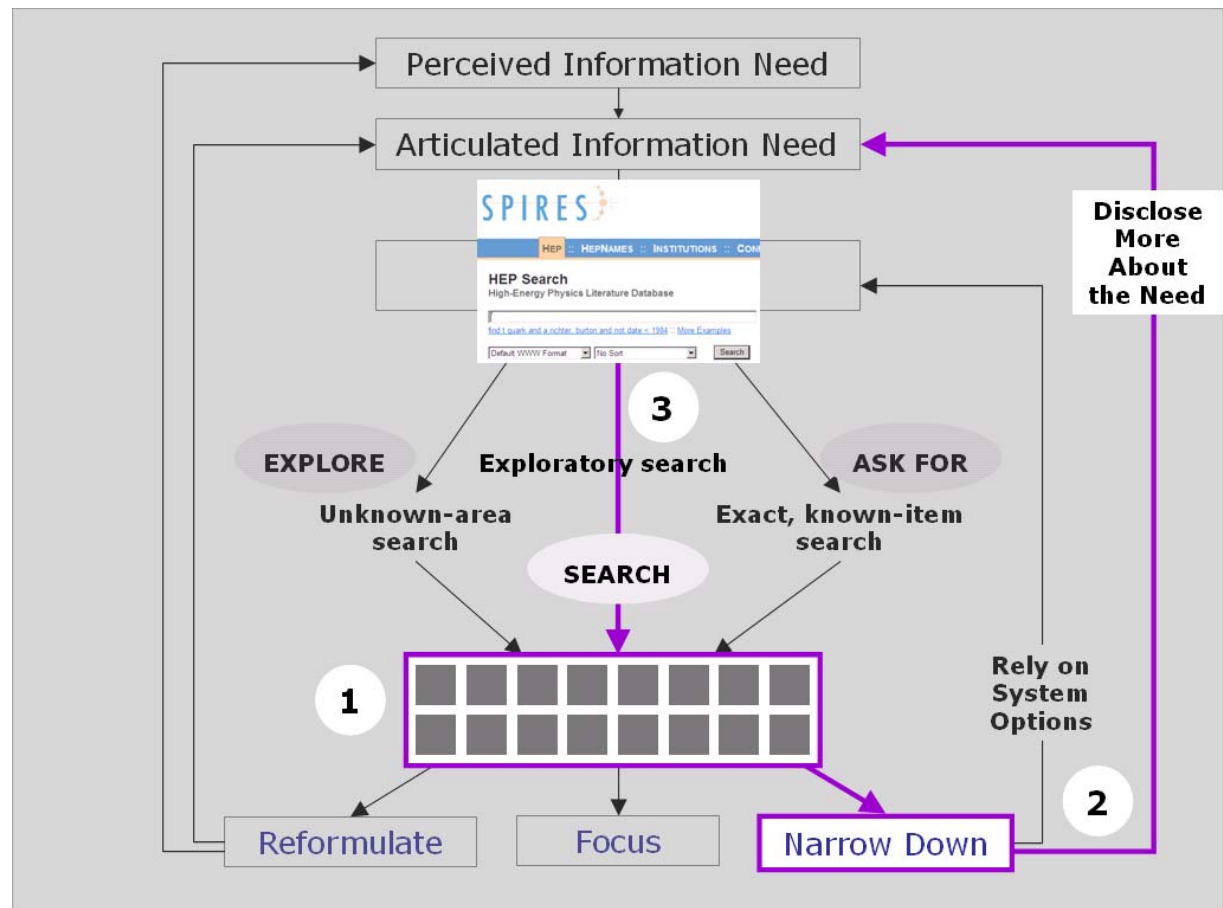 Perceived Information Need
Articulated Information Need
SPIRES
HEP :: HEPNAMES :: INSTITUTIONS :: CON
HEP Search
High-Energy Physics Literature Database
find t quark and a richter, burton and not date < 1984 :: More Examples
Default WWW Format
No Sort
Search
Disclose
More
About
the Need
3
EXPLORE
Exploratory search
ASK FOR
Unknown-area
search
Exact, known-item
search
SEARCH
1
Rely on
System
Options
2
Reformulate
Focus
Narrow Down